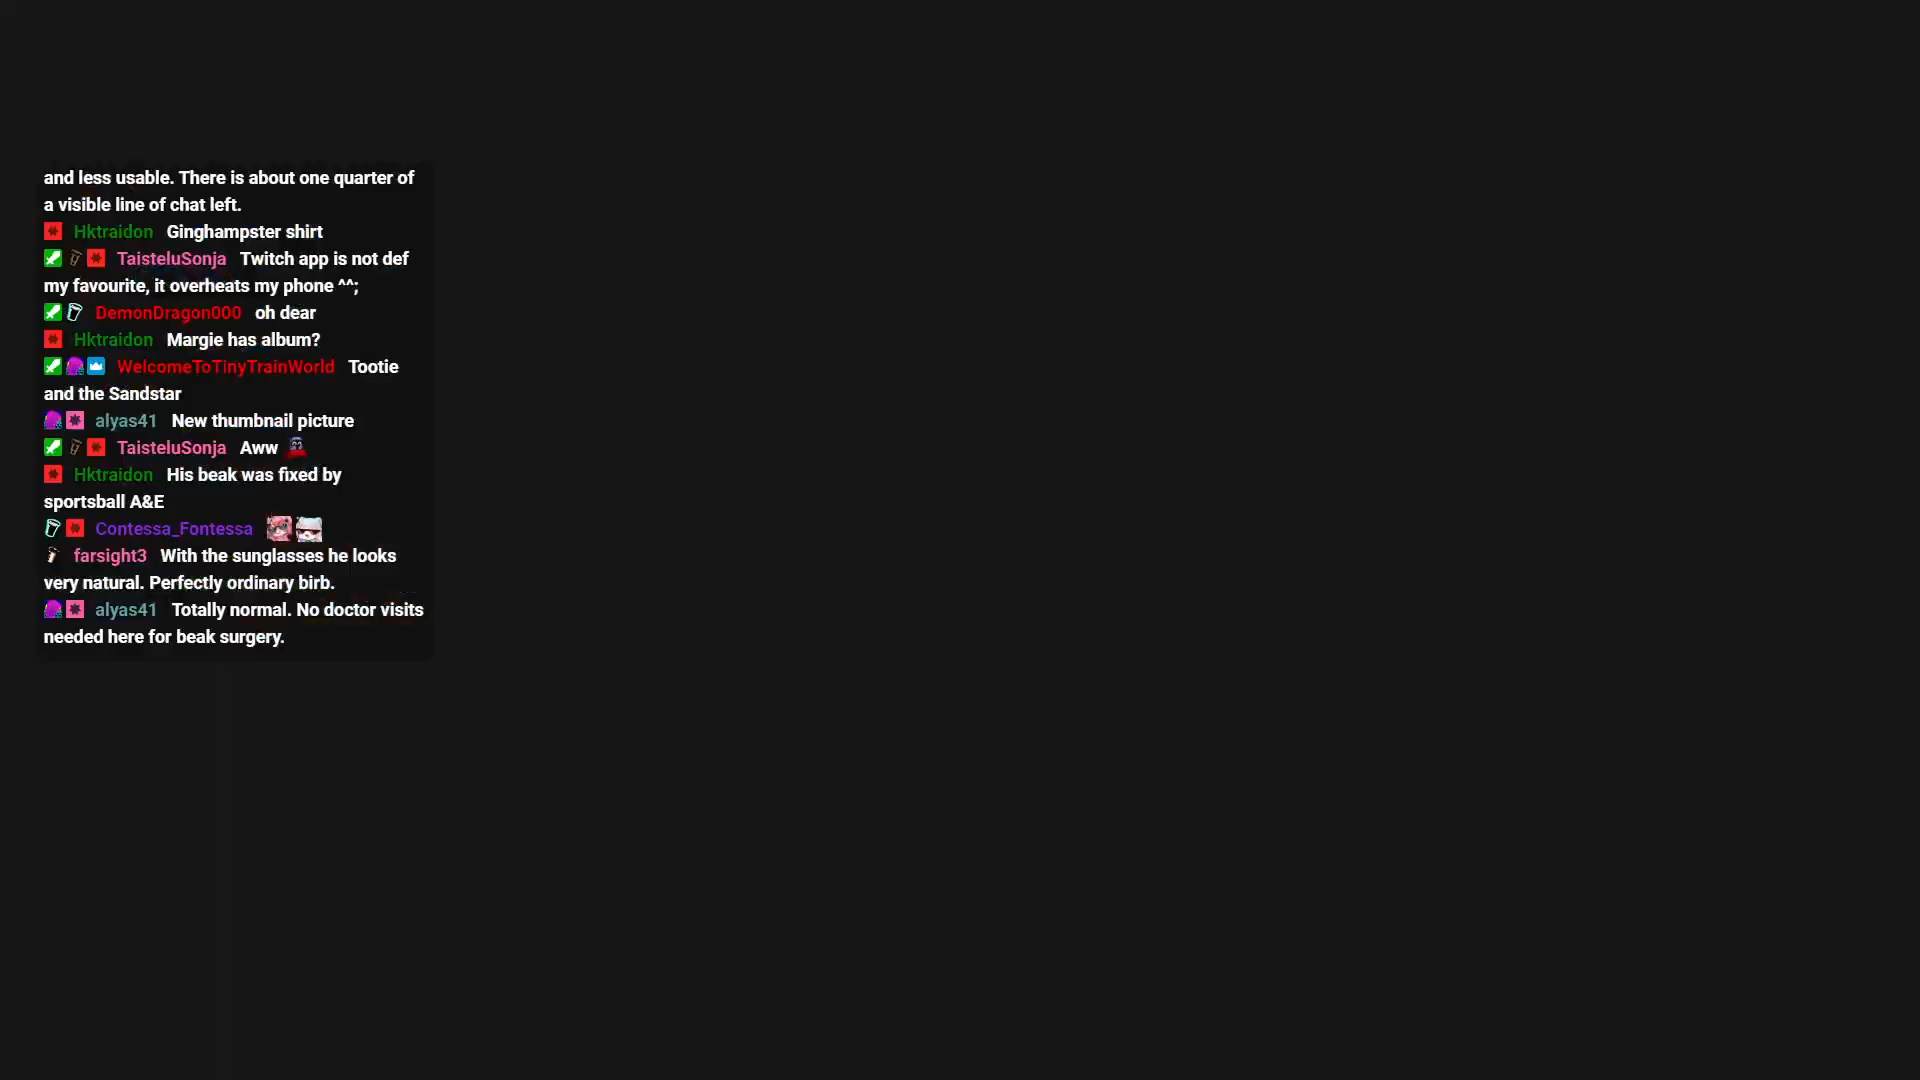 and less usable. There is about one quarter of
a visible line of chat left.
Hktraidon Ginghampster shirt
TaisteluSonja Twitch app is not def
my favourite, it overheats my phone ^^;
DemonDragon000 oh dear
Hktraidon Margie has album?
WelcomeToTinyTrainWorld Tootie
and the Sandstar
alyas41 New thumbnail picture
TaisteluSonja Aww
Hktraidon His beak was fixed by
sportsball A&E
Contessa_Fontessa
farsight3 With the sunglasses he looks
very natural. Perfectly ordinary birb.
alyas41 Totally normal. No doctor visits
needed here for beak surgery.